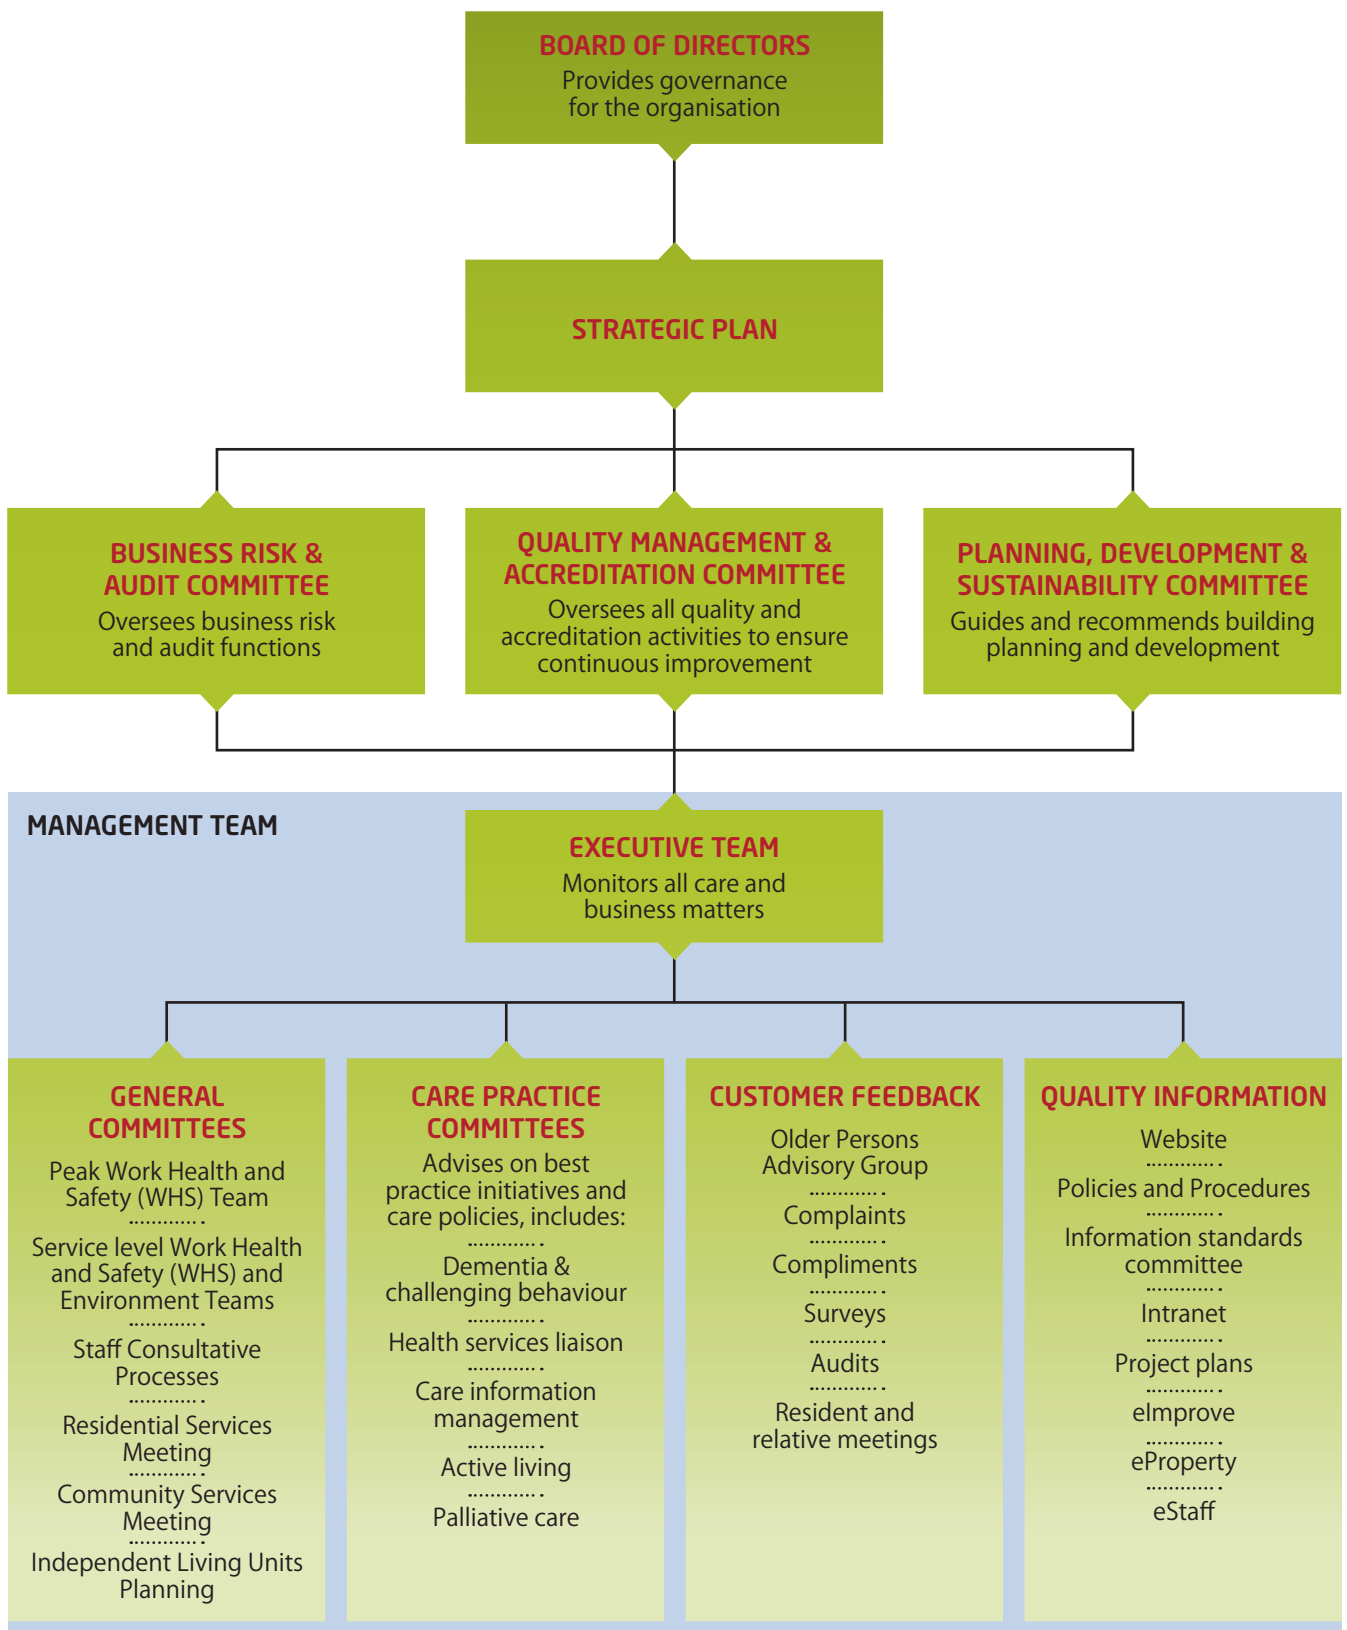 BOARD OF DIRECTORS
Provides governance
for the organisation
STRATEGIC PLAN
BUSINESS RISK &
AUDIT COMMITTEE
Oversees business risk
and audit functions
QUALITY MANAGEMENT &
ACCREDITATION COMMITTEE
Oversees all quality and
accreditation activities to ensure
continuous improvement
PLANNING, DEVELOPMENT &
SUSTAINABILITY COMMITTEE
Guides and recommends building
planning and development
MANAGEMENT TEAM
EXECUTIVE TEAM
Monitors all care and
business matters
GENERAL
COMMITTEES
Peak Work Health and
Safety (WHS) Team
Service level Work Health
and Safety (WHS) and
Environment Teams
Staff Consultative
Processes
Residential Services
Meeting
Community Services
Meeting
Independent Living Units
Planning
CARE PRACTICE
COMMITTEES
Advises on best
practice initiatives and
care policies, includes:
Dementia &
challenging behaviour
Health services liaison
Care information
management
Active living
Palliative care
CUSTOMER FEEDBACK
Older Persons
Advisory Group
Complaints
Compliments
Surveys
Audits
Resident and
relative meetings
QUALITY INFORMATION
Website
Policies and Procedures
Information standards
committee
Intranet
Project plans
eImprove
eProperty
eStaff